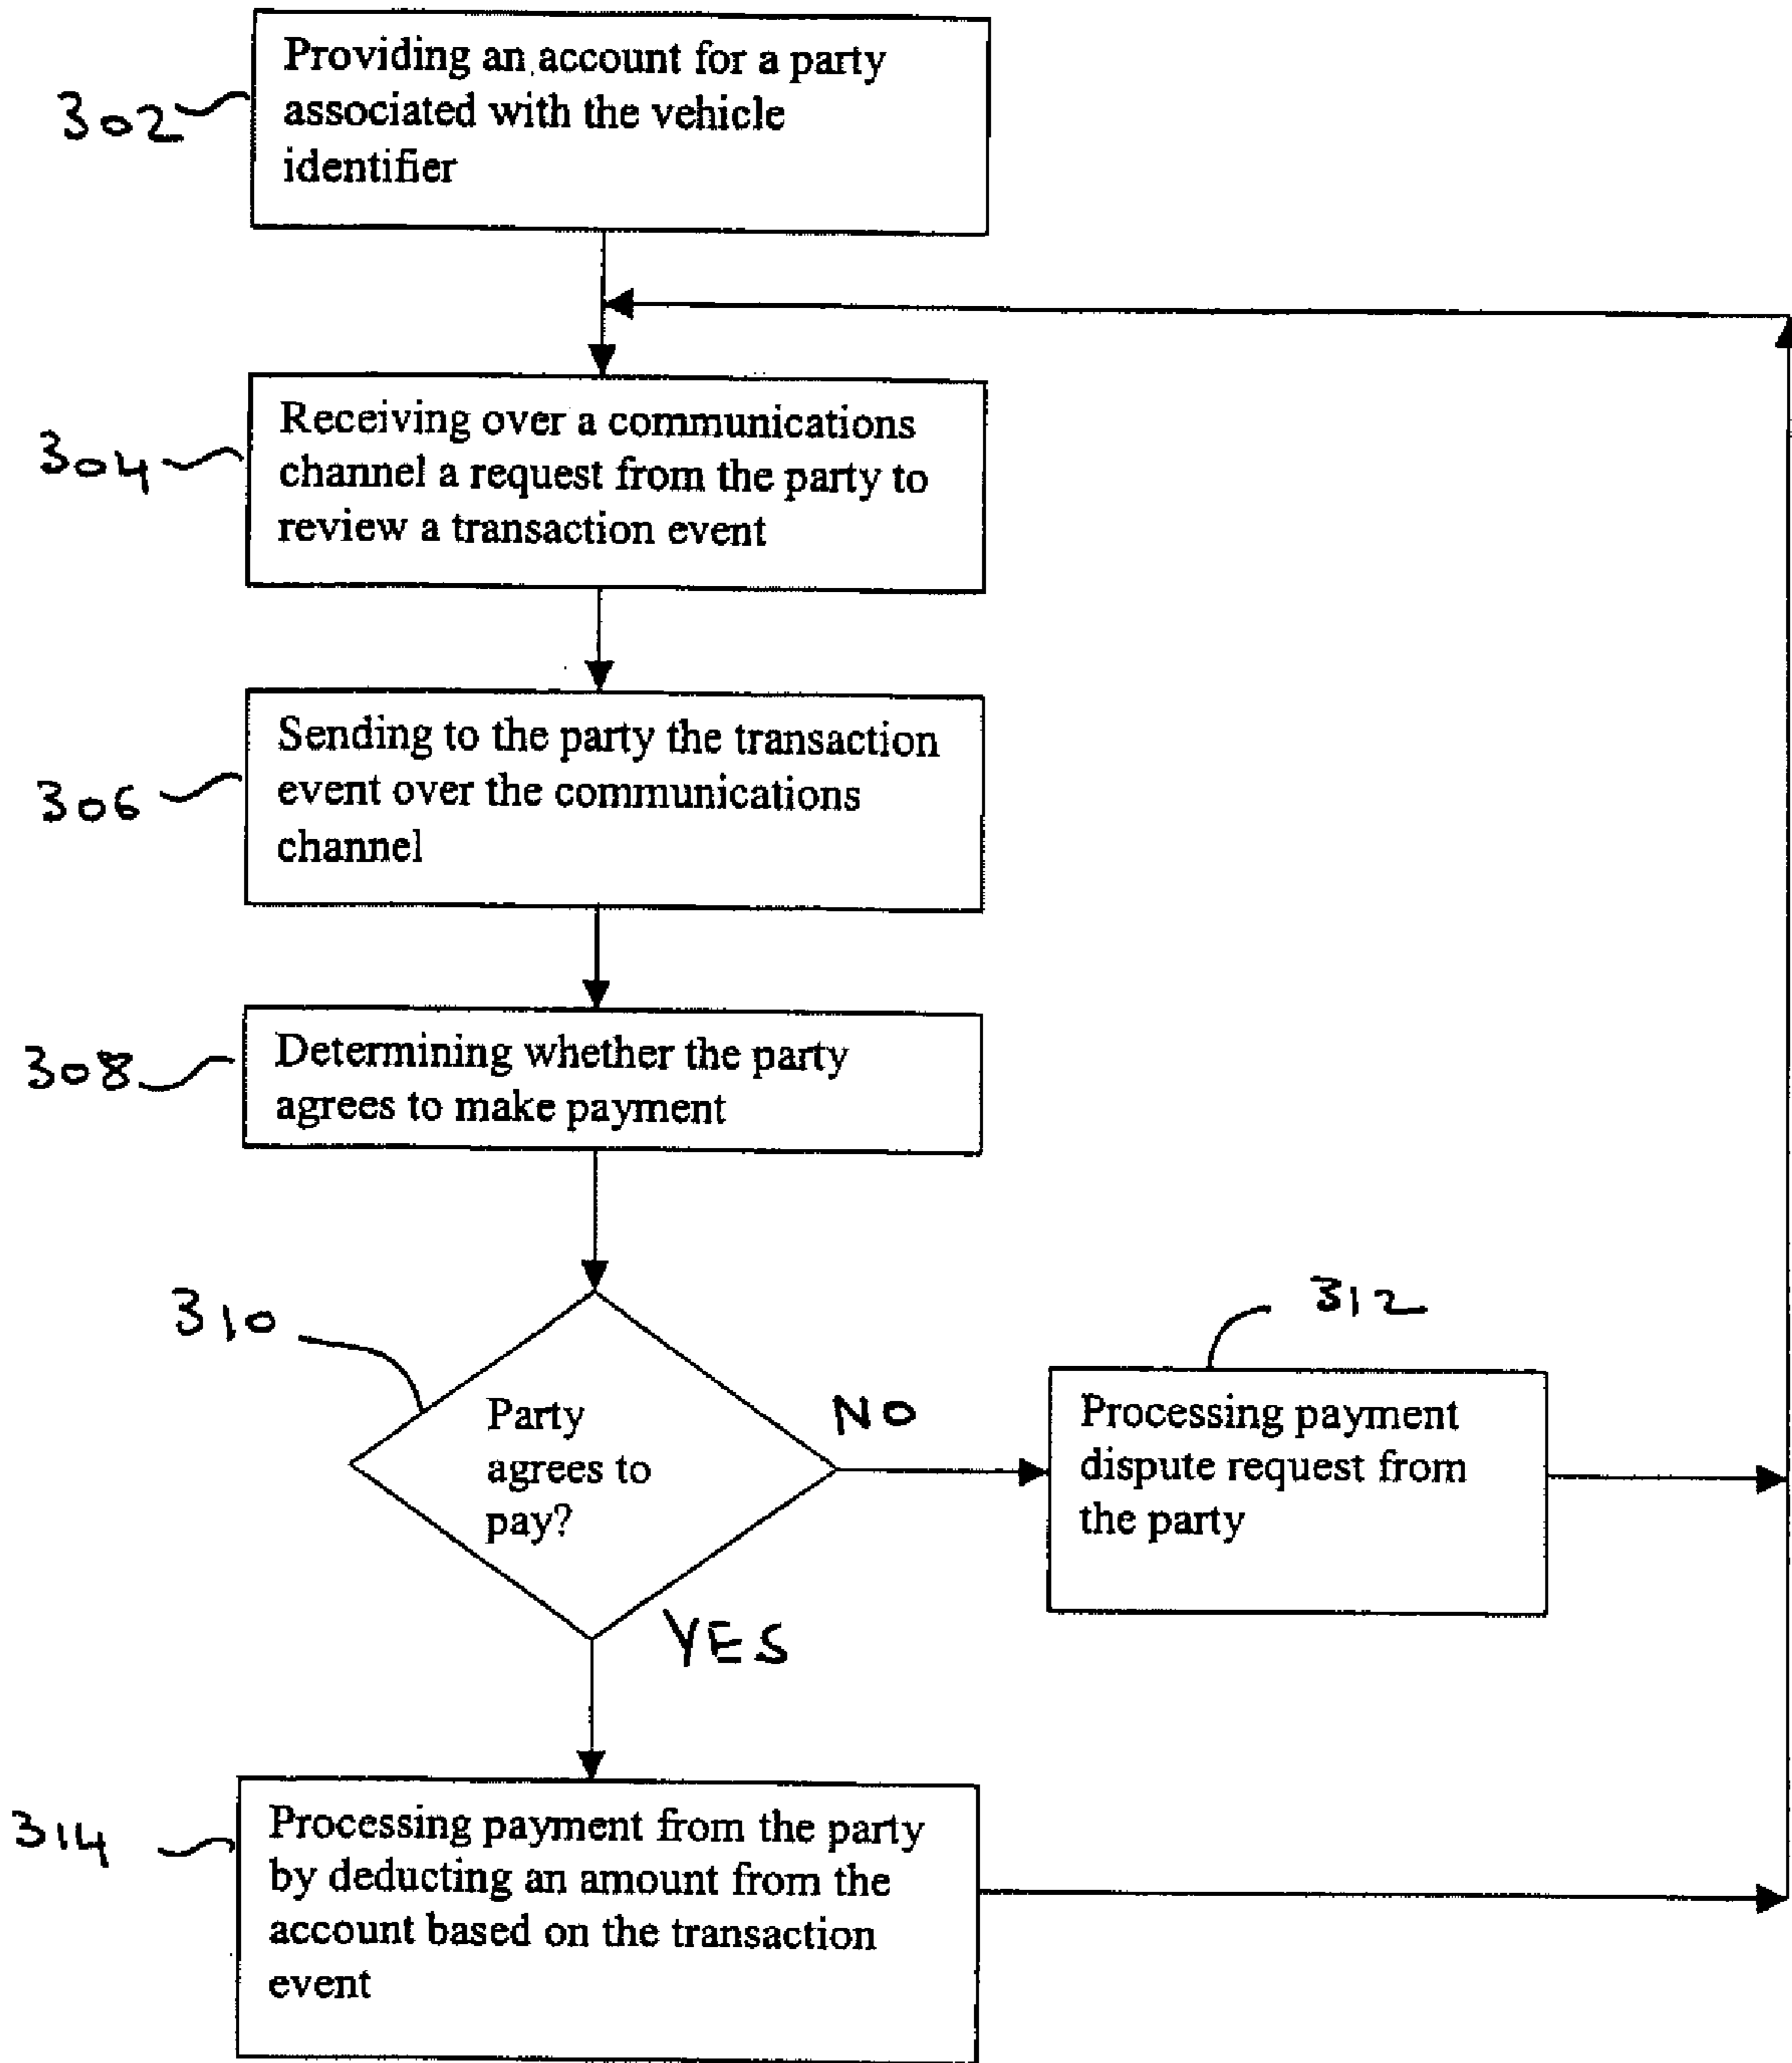 302
Providing an account for a party
associated with the vehicle
identifier
304
Receiving over a communications
channel a request from the party to
review a transaction event
306
Sending to the party the transaction
event over the communications
channel
308
Determining whether the party
agrees to make payment
310
Party
agrees to
pay?
NO
312
Processing payment
dispute request from
the party
YES
314
Processing payment from the party
by deducting an amount from the
account based on the transaction
event